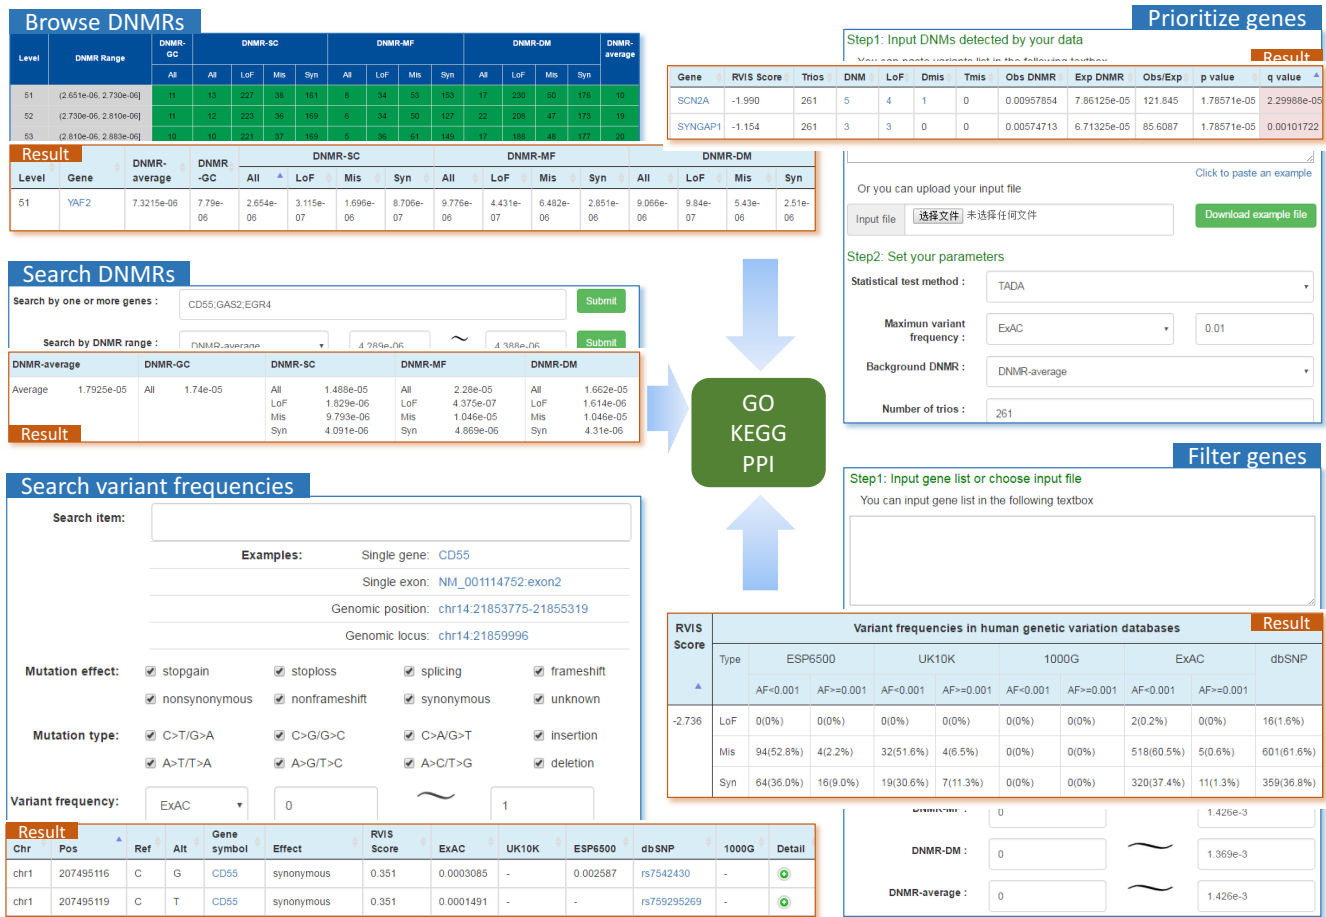 Browse DNMRs
Level DNMR Range DNMR-GC DNMR-SC DNMR-MF DNMR-DM DNMR-average
All All LoF Mis Syn All LoF Mis Syn All LoF Mis Syn All
51 (2.651e-06, 2.730e-06] 11 13 227 38 161 8 34 53 153 17 230 50 176 10
52 (2.730e-06, 2.810e-06] 11 12 223 36 169 6 34 50 127 22 208 47 173 19
53 (2.810e-06, 2.883e-06] 10 10 221 37 169 5 36 61 149 17 188 48 177 20
Result
Level Gene DNMR-average DNMR-GC DNMR-SC DNMR-MF DNMR-DM
All LoF Mis Syn All LoF Mis Syn All LoF Mis Syn
51 YAF2 7.3215e-06 7.79e-06 2.654e-06 3.115e-07 1.696e-06 8.706e-07 9.776e-06 4.431e-07 6.482e-06 2.851e-06 9.066e-06 9.84e-07 5.43e-06 2.51e-06
Search DNMRs
Search by one or more genes : CD55;GAS2;EGR4 Submit
Search by DNMR range : DNMR-average 4.289e-06 ~ 4.388e-06 Submit
DNMR-average DNMR-GC DNMR-SC DNMR-MF DNMR-DM
Average 1.7925e-05 All 1.74e-05 All 1.488e-05 All 2.28e-05 All 1.662e-05
LoF 1.829e-06 LoF 4.375e-07 LoF 1.614e-06
Mis 9.793e-06 Mis 1.046e-05 Mis 1.046e-05
Syn 4.091e-06 Syn 4.869e-06 Syn 4.31e-06
Result
Search variant frequencies
Search item:
Examples: Single gene: CD55
Single exon: NM_001114752:exon2
Genomic position: chr14:21853775-21855319
Genomic locus: chr14:21859996
Mutation effect: stopgain stoploss splicing frameshift
nonsynonymous nonframeshift synonymous unknown
Mutation type: C>T/G>A C>G/G>C C>A/G>T insertion
A>T/T>A A>G/T>C A>C/T>G deletion
Variant frequency: ExAC 0 ~ 1
Result
Chr Pos Ref Alt Gene symbol Effect RVIS Score ExAC UK10K ESP6500 dbSNP 1000G Detail
chr1 207495116 C G CD55 synonymous 0.351 0.0003085 - 0.002587 rs7542430 -
chr1 207495119 C T CD55 synonymous 0.351 0.0001491 - - rs759295269 -
GO
KEGG
PPI
Prioritize genes
Step1: Input DNMs detected by your data
You can paste variants list in the following textbox
Result
Gene RVIS Score Trios DNM LoF Dmis Tmis Obs DNMR Exp DNMR Obs/Exp p value q value
SCN2A -1.990 261 5 4 1 0 0.00957854 7.86125e-05 121.845 1.78571e-05 2.29988e-05
SYNGAP1 -1.154 261 3 3 0 0 0.00574713 6.71325e-05 85.6087 1.78571e-05 0.00101722
Click to paste an example
Or you can upload your input file
Input file 选择文件 未选择任何文件 Download example file
Step2: Set your parameters
Statistical test method : TADA
Maximun variant frequency : ExAC 0.01
Background DNMR : DNMR-average
Number of trios : 261
Filter genes
Step1: Input gene list or choose input file
You can input gene list in the following textbox
Result
RVIS Score Variant frequencies in human genetic variation databases
Type ESP6500 UK10K 1000G ExAC dbSNP
AF<0.001 AF>=0.001 AF<0.001 AF>=0.001 AF<0.001 AF>=0.001 AF<0.001 AF>=0.001
-2.736 LoF 0(0%) 0(0%) 0(0%) 0(0%) 0(0%) 0(0%) 2(0.2%) 0(0%) 16(1.6%)
Mis 94(52.8%) 4(2.2%) 32(51.6%) 4(6.5%) 0(0%) 0(0%) 518(60.5%) 5(0.6%) 601(61.6%)
Syn 64(36.0%) 16(9.0%) 19(30.6%) 7(11.3%) 0(0%) 0(0%) 320(37.4%) 11(1.3%) 359(36.8%)
DNMR-MF : 0 1.426e-3
DNMR-DM : 0 ~ 1.369e-3
DNMR-average : 0 ~ 1.426e-3